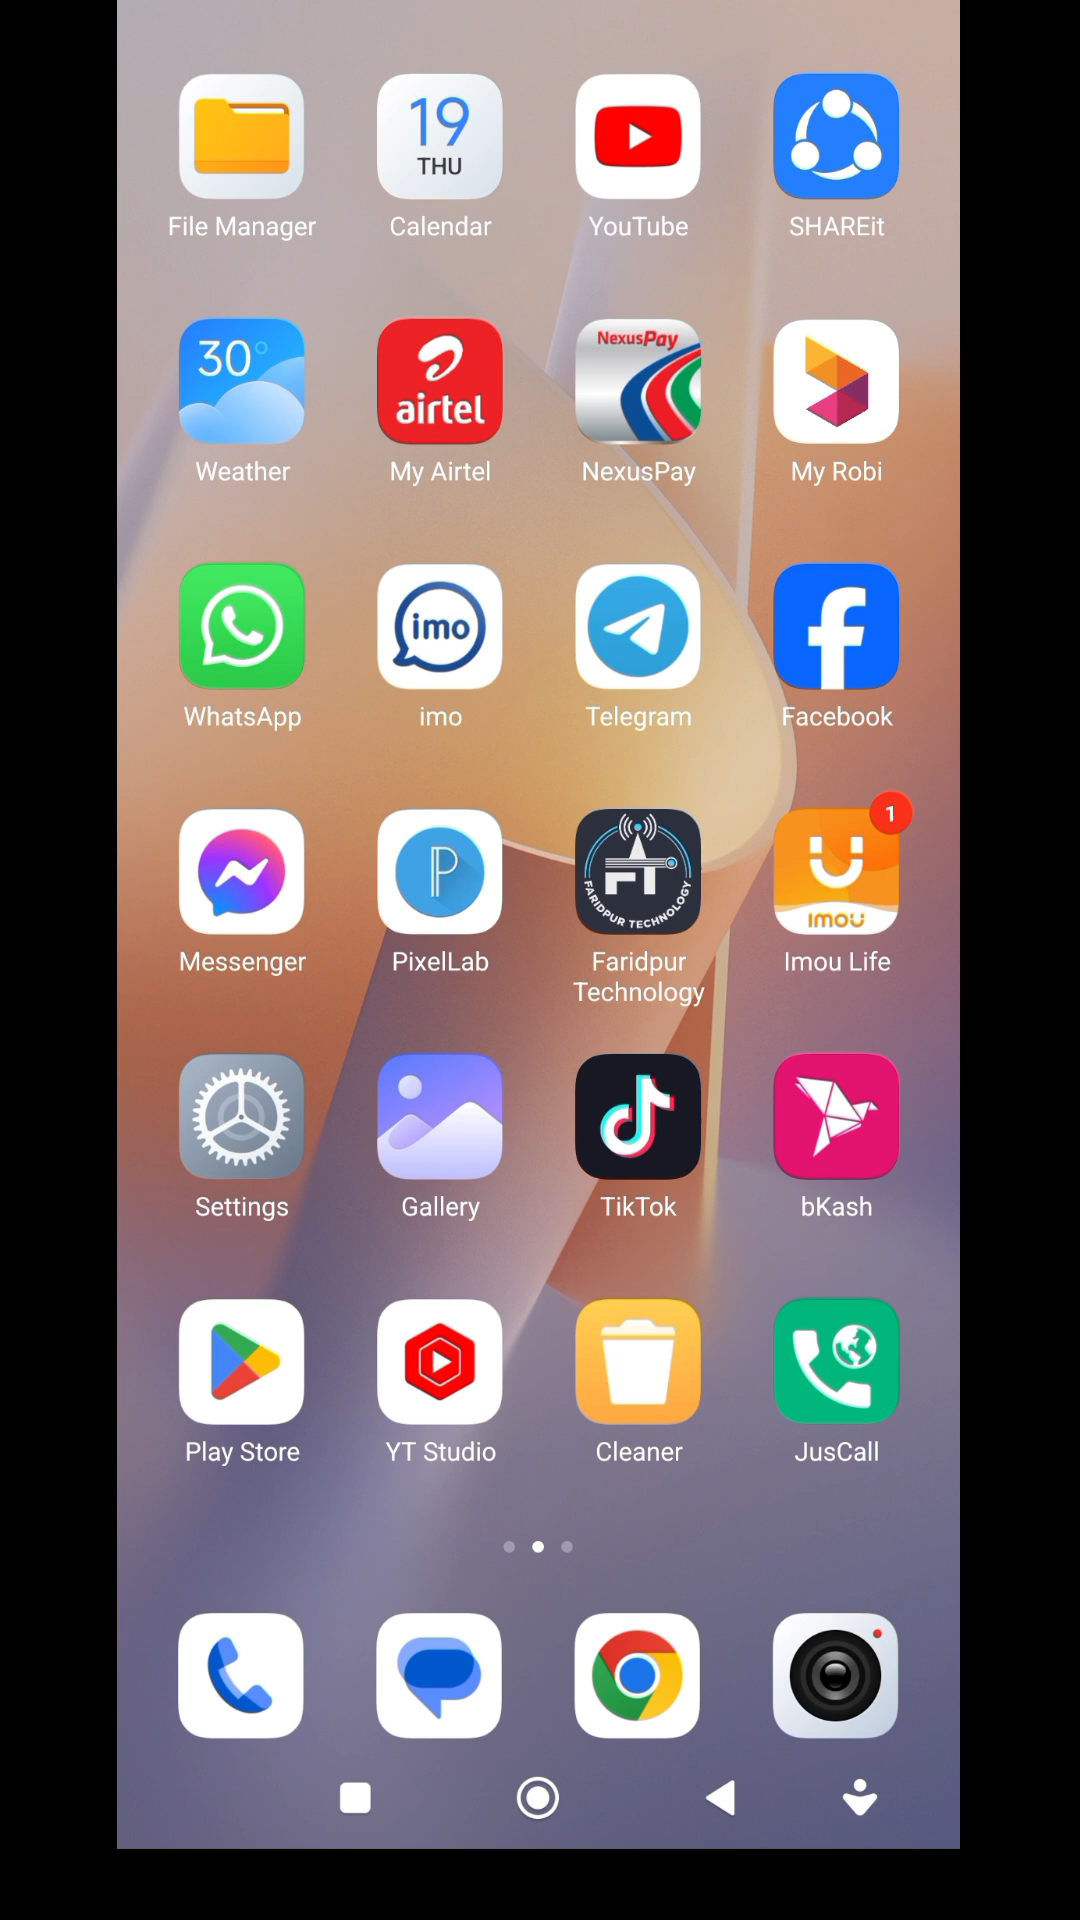 19
THU
File Manager
Calendar
YouTube
SHAREit
30°
airtel
NexusPay
Weather
My Airtel
NexusPay
My Robi
imo
WhatsApp
imo
Telegram
Facebook
P
FT
FARIDPUR TECHNOLOGY
1
imou
Messenger
PixelLab
Faridpur
Technology
Imou Life
Settings
Gallery
TikTok
bKash
Play Store
YT Studio
Cleaner
JusCall